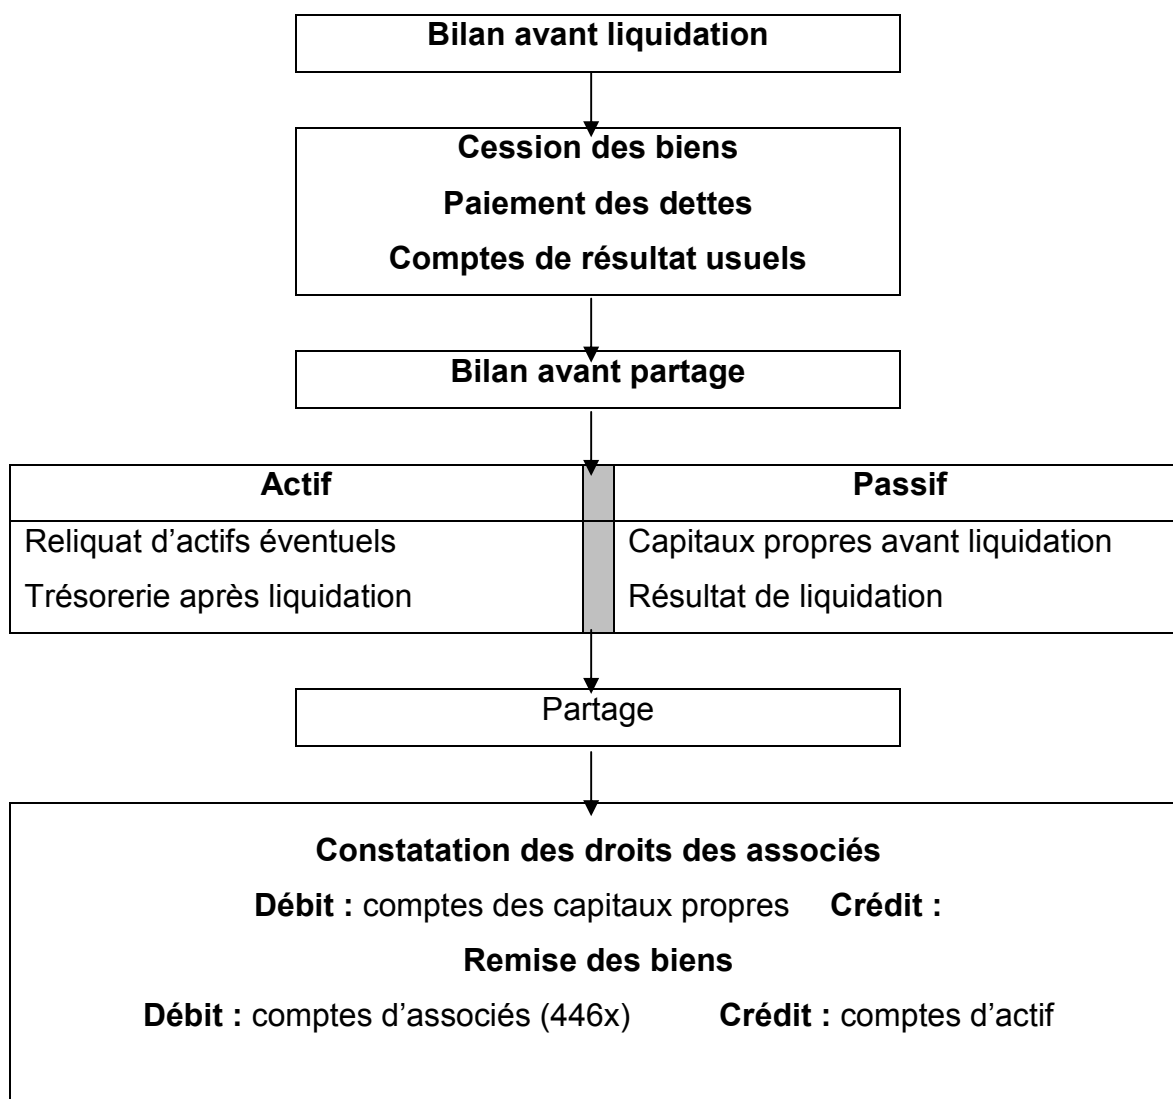 Bilan avant liquidation
Cession des biens
Paiement des dettes
Comptes de résultat usuels
Bilan avant partage
Actif
Passif
Reliquat d’actifs éventuels
Trésorerie après liquidation
Capitaux propres avant liquidation
Résultat de liquidation
Partage
Constatation des droits des associés
Débit : comptes des capitaux propres Crédit :
Remise des biens
Débit : comptes d’associés (446x) Crédit : comptes d’actif